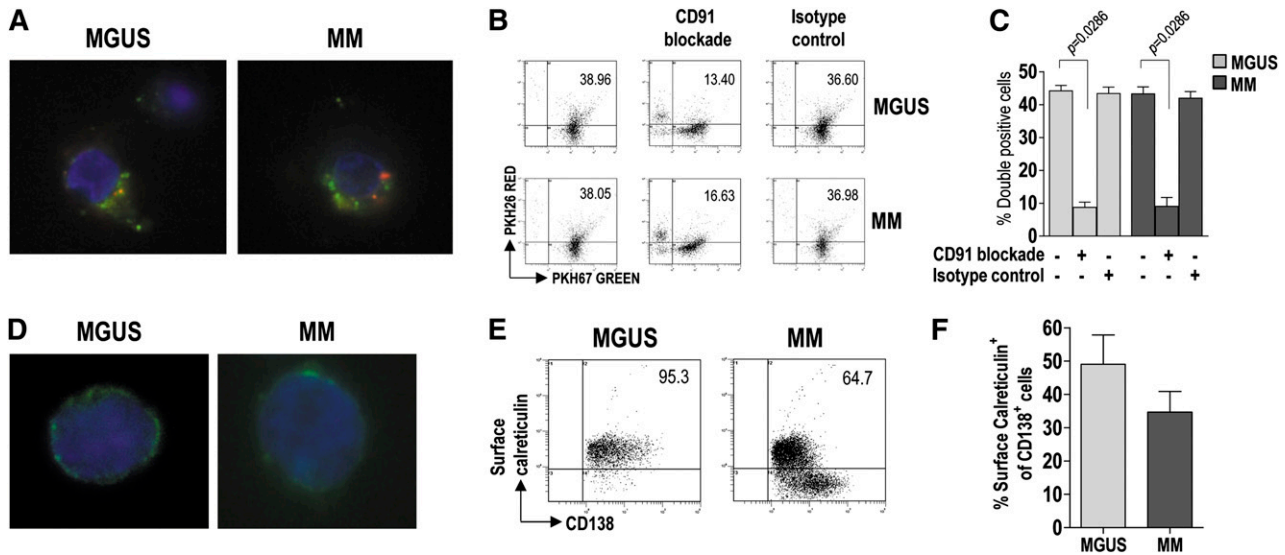 A
MGUS
MM
B
CD91
blockade
Isotype
control
38.96
13.40
36.60
MGUS
38.05
16.63
36.98
MM
PKH26 RED
PKH67 GREEN
C
p=0.0286
p=0.0286
MGUS
MM
% Double positive cells
50
40
30
20
10
0
CD91 blockade - + - - + -
Isotype control - - + - - +
D
MGUS
MM
E
MGUS
MM
95.3
64.7
Surface
calreticulin
CD138
F
% Surface Calreticulin+
of CD138+ cells
60
50
40
30
20
10
0
MGUS
MM